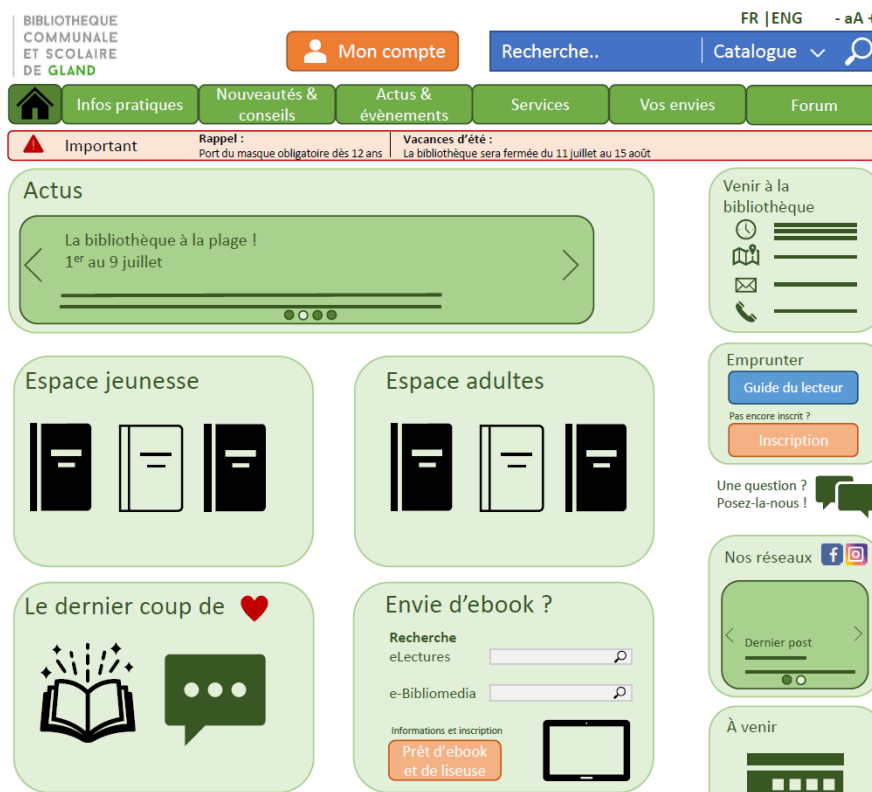 BIBLIOTHEQUE
COMMUNALE
ET SCOLAIRE
DE GLAND
FR |ENG - aA +
Mon compte
Recherche..
Catalogue
Infos pratiques
Nouveautés &
conseils
Actus &
évènements
Services
Vos envies
Forum
Important
Rappel :
Port du masque obligatoire dès 12 ans
Vacances d'été :
La bibliothèque sera fermée du 11 juillet au 15 août
Actus
La bibliothèque à la plage !
1er au 9 juillet
Venir à la
bibliothèque
Espace jeunesse
Espace adultes
Emprunter
Guide du lecteur
Pas encore inscrit ?
Inscription
Une question ?
Posez-la-nous !
Nos réseaux
Dernier post
Le dernier coup de
Envie d'ebook ?
Recherche
eLectures
e-Bibliomedia
Informations et inscription
Prêt d'ebook
et de liseuse
À venir